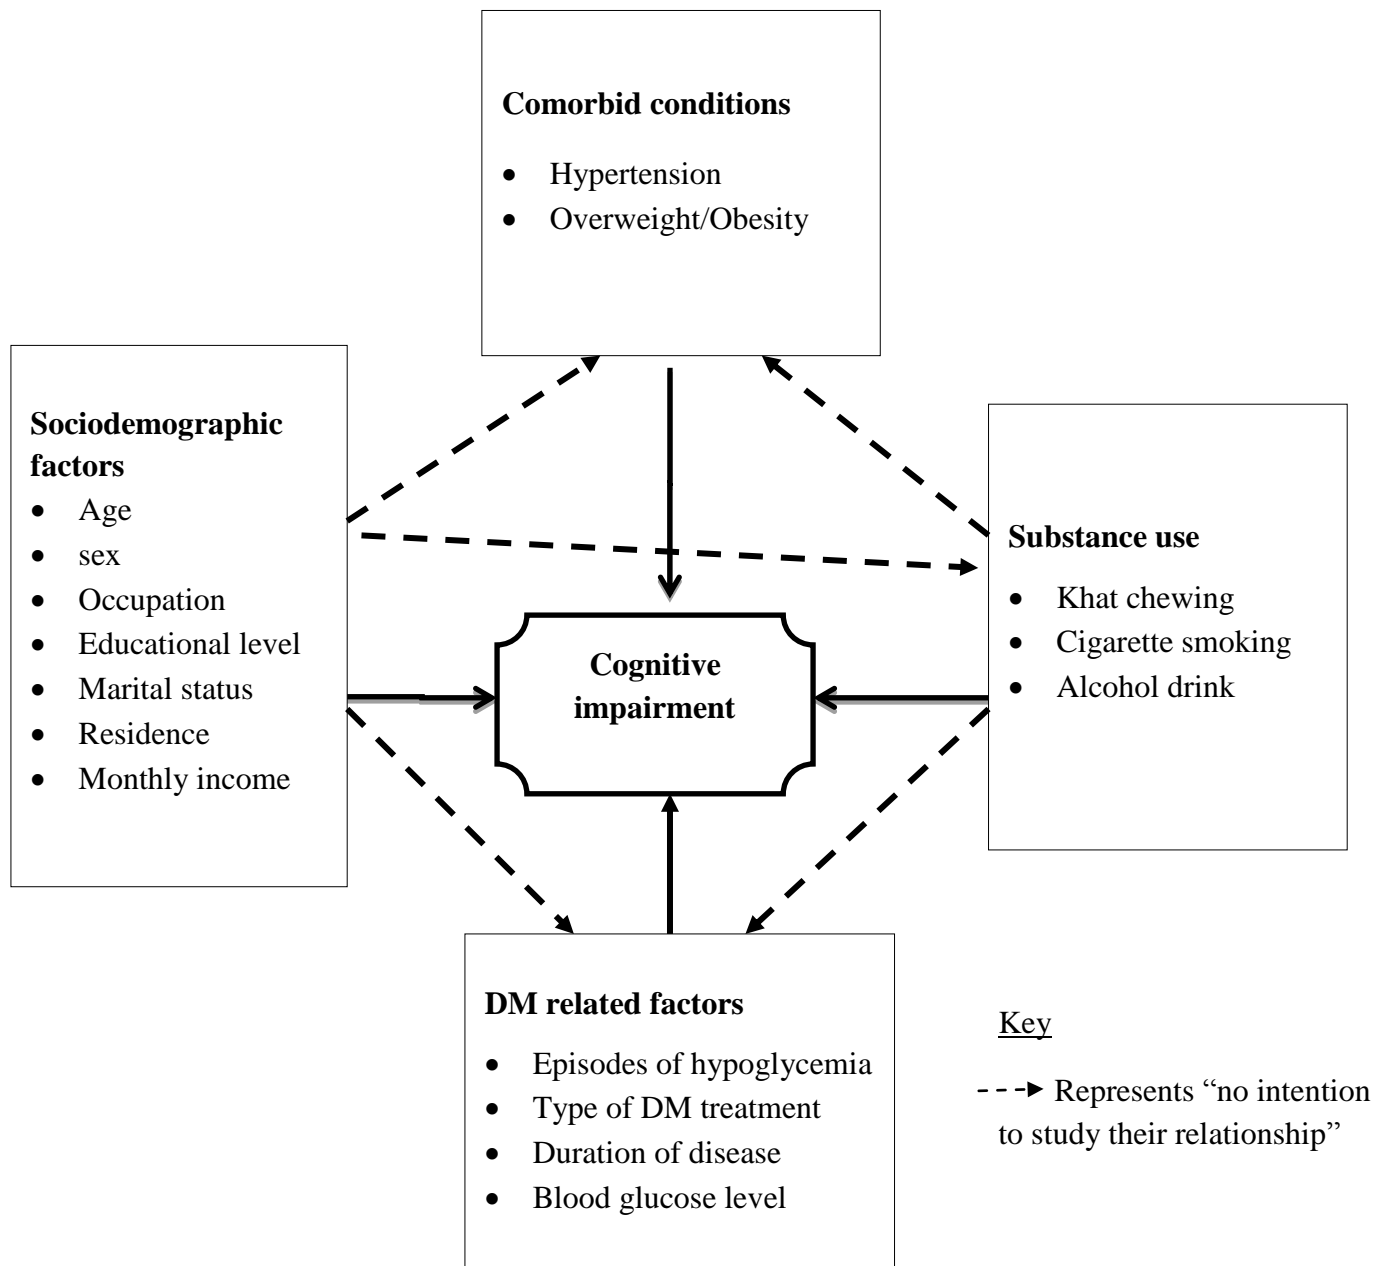 Comorbid conditions
• Hypertension
• Overweight/Obesity
Sociodemographic
factors
• Age
• sex
• Occupation
• Educational level
• Marital status
• Residence
• Monthly income
Cognitive
impairment
Substance use
• Khat chewing
• Cigarette smoking
• Alcohol drink
DM related factors
• Episodes of hypoglycemia
• Type of DM treatment
• Duration of disease
• Blood glucose level
Key
Represents “no intention
to study their relationship”